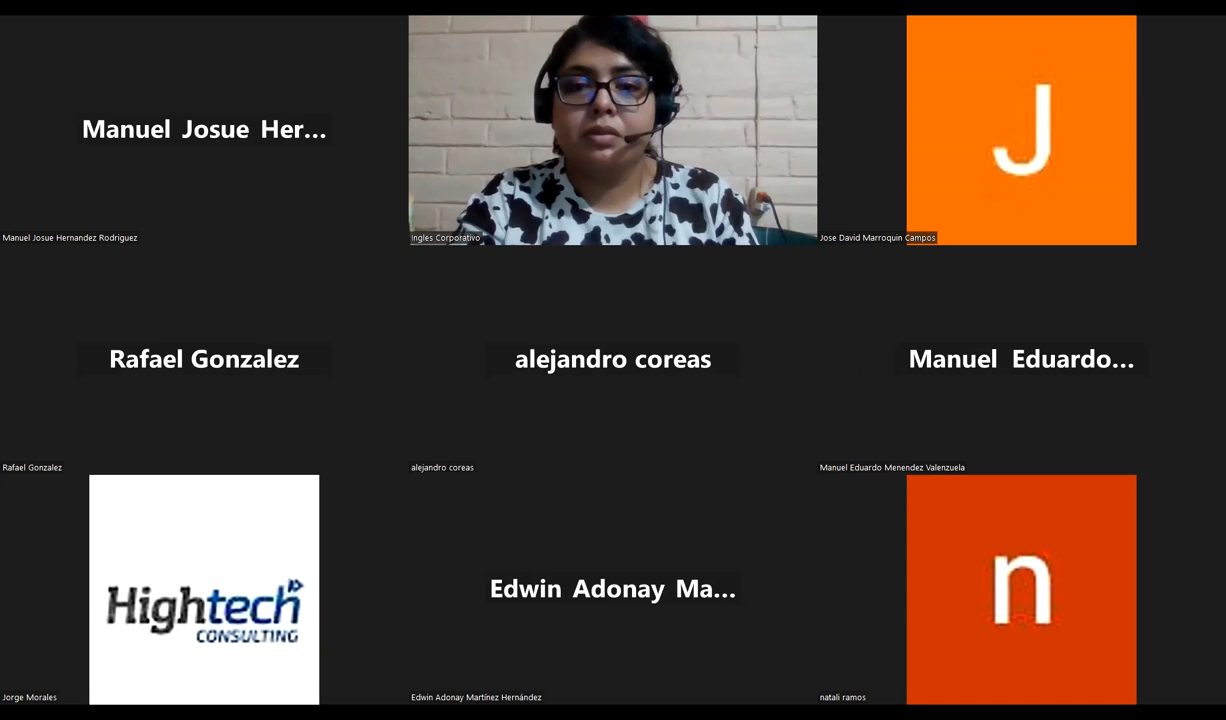 Manuel Josue Her...
Manuel Josue Hernandez Rodriguez
Ingles Corporativo
J
Jose David Marroquin Campos
Rafael Gonzalez
Rafael Gonzalez
alejandro coreas
alejandro coreas
Manuel Eduardo...
Manuel Eduardo Menendez Valenzuela
Hightech
CONSULTING
Jorge Morales
Edwin Adonay Ma...
Edwin Adonay Martínez Hernández
n
natali ramos